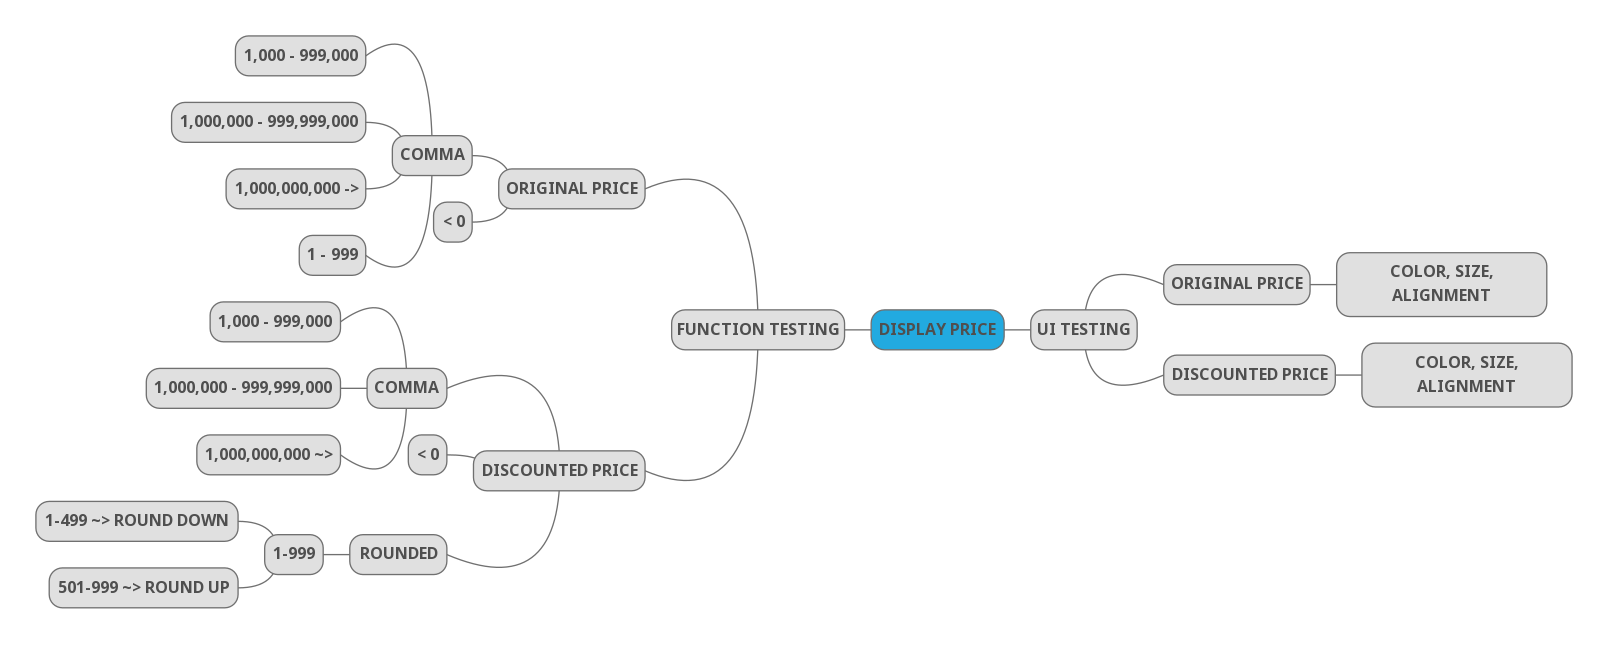 1,000 - 999,000
1,000,000 - 999,999,000
COMMA
1,000,000,000 ->
ORIGINAL PRICE
< 0
1 - 999
1,000 - 999,000
1,000,000 - 999,999,000
COMMA
1,000,000,000 ~>
< 0
DISCOUNTED PRICE
1-499 ~> ROUND DOWN
1-999
ROUNDED
501-999 ~> ROUND UP
FUNCTION TESTING
DISPLAY PRICE
UI TESTING
ORIGINAL PRICE
COLOR, SIZE,
ALIGNMENT
DISCOUNTED PRICE
COLOR, SIZE,
ALIGNMENT